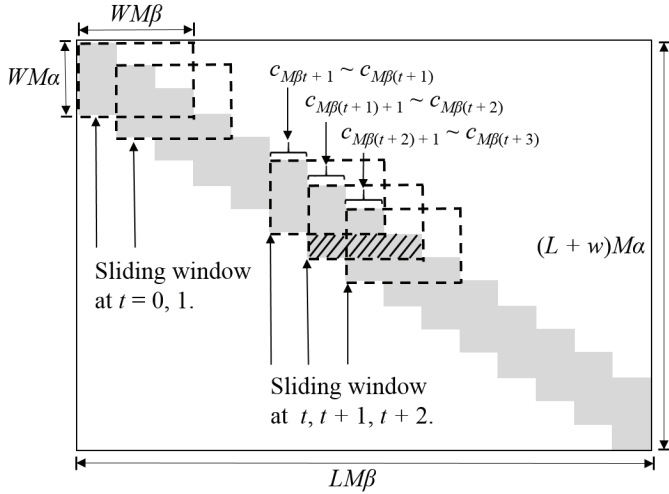 WMβ
WMα
c_{Mβt + 1} ~ c_{Mβ(t + 1)}
c_{Mβ(t + 1) + 1} ~ c_{Mβ(t + 2)}
c_{Mβ(t + 2) + 1} ~ c_{Mβ(t + 3)}
(L + w)Mα
Sliding window
at t = 0, 1.
Sliding window
at t, t + 1, t + 2.
LMβ